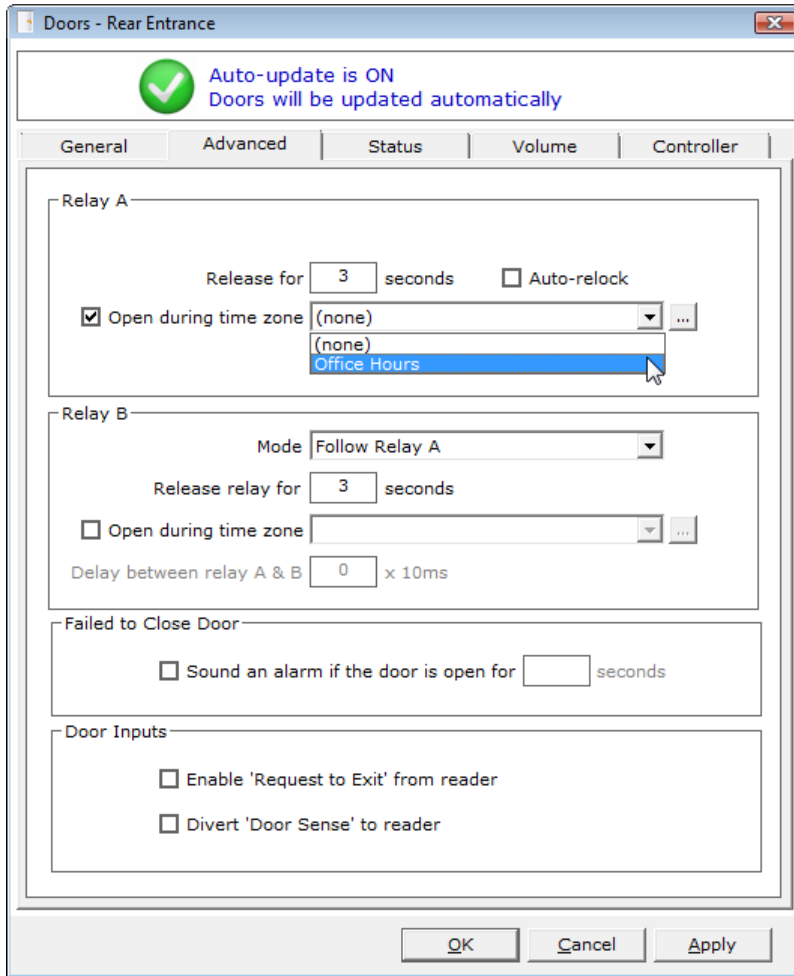 Doors - Rear Entrance
Auto-update is ON
Doors will be updated automatically
General Advanced Status Volume Controller
Relay A
Release for 3 seconds Auto-relock
Open during time zone (none) ...
(none)
Office Hours
Relay B
Mode Follow Relay A
Release relay for 3 seconds
Open during time zone ...
Delay between relay A & B 0 x 10ms
Failed to Close Door
Sound an alarm if the door is open for seconds
Door Inputs
Enable 'Request to Exit' from reader
Divert 'Door Sense' to reader
OK Cancel Apply